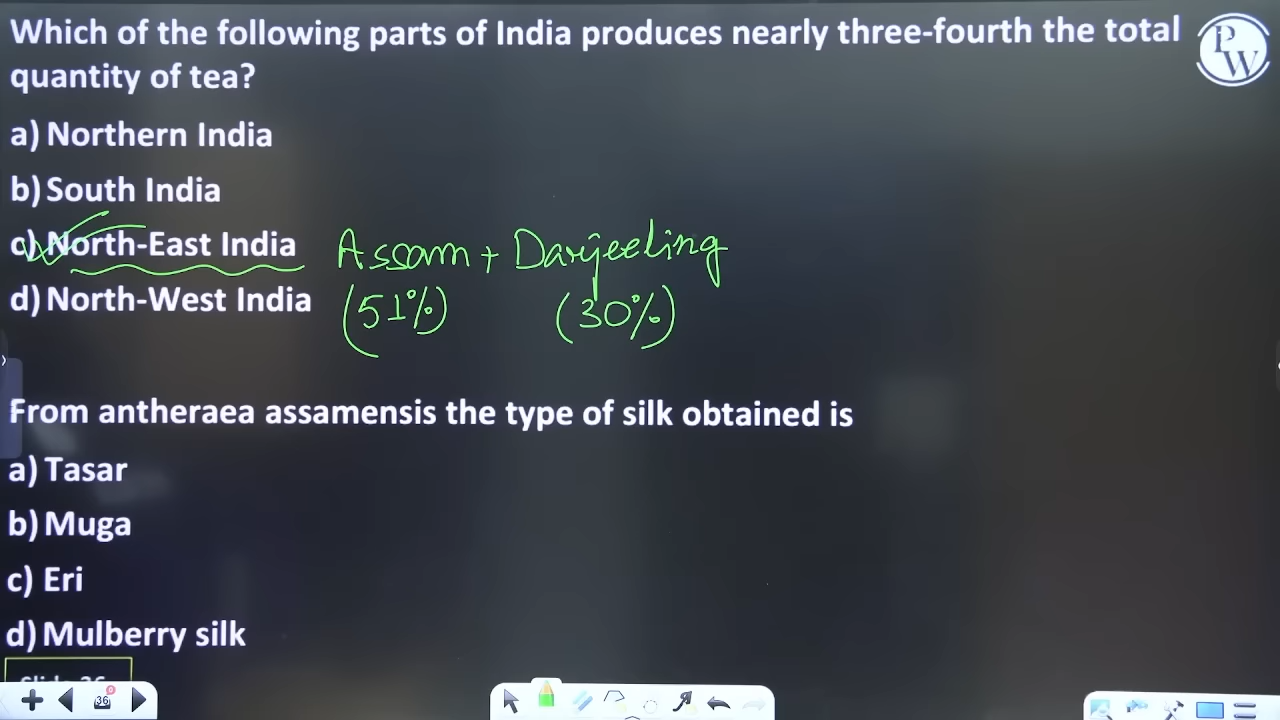 Which of the following parts of India produces nearly three-fourth the total
quantity of tea?
PW
a) Northern India
b) South India
c) North-East India Assam + Darjeeling
d) North-West India (51%) (30%)
From antheraea assamensis the type of silk obtained is
a) Tasar
b) Muga
c) Eri
d) Mulberry silk
36